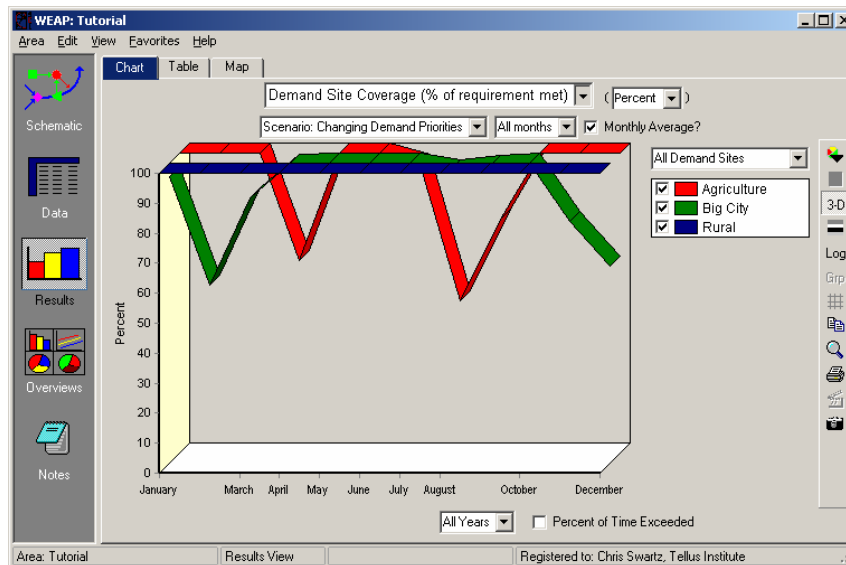 WEAP: Tutorial
Area Edit View Favorites Help
Chart Table Map
Demand Site Coverage (% of requirement met) ( Percent )
Scenario: Changing Demand Priorities All months Monthly Average?
All Demand Sites
Agriculture
Big City
Rural
Schematic
Data
Results
Overviews
Notes
3-D
Log
Grp
Percent
100
90
80
70
60
50
40
30
20
10
0
January March April May June July August October December
All Years Percent of Time Exceeded
Area: Tutorial Results View Registered to: Chris Swartz, Tellus Institute